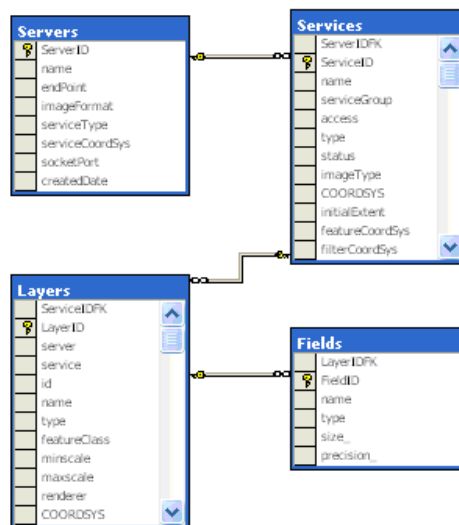 Servers
ServerID
name
endPoint
imageFormat
serviceType
serviceCoordSys
socketPort
createdDate
Services
ServerIDFK
ServiceID
name
serviceGroup
access
type
status
imageType
COORDSYS
initialExtent
featureCoordSys
filterCoordSys
Layers
ServiceIDFK
LayerID
server
service
id
name
type
featureClass
minscale
maxscale
renderer
COORDSYS
Fields
LayerIDFK
FieldID
name
type
size_
precision_